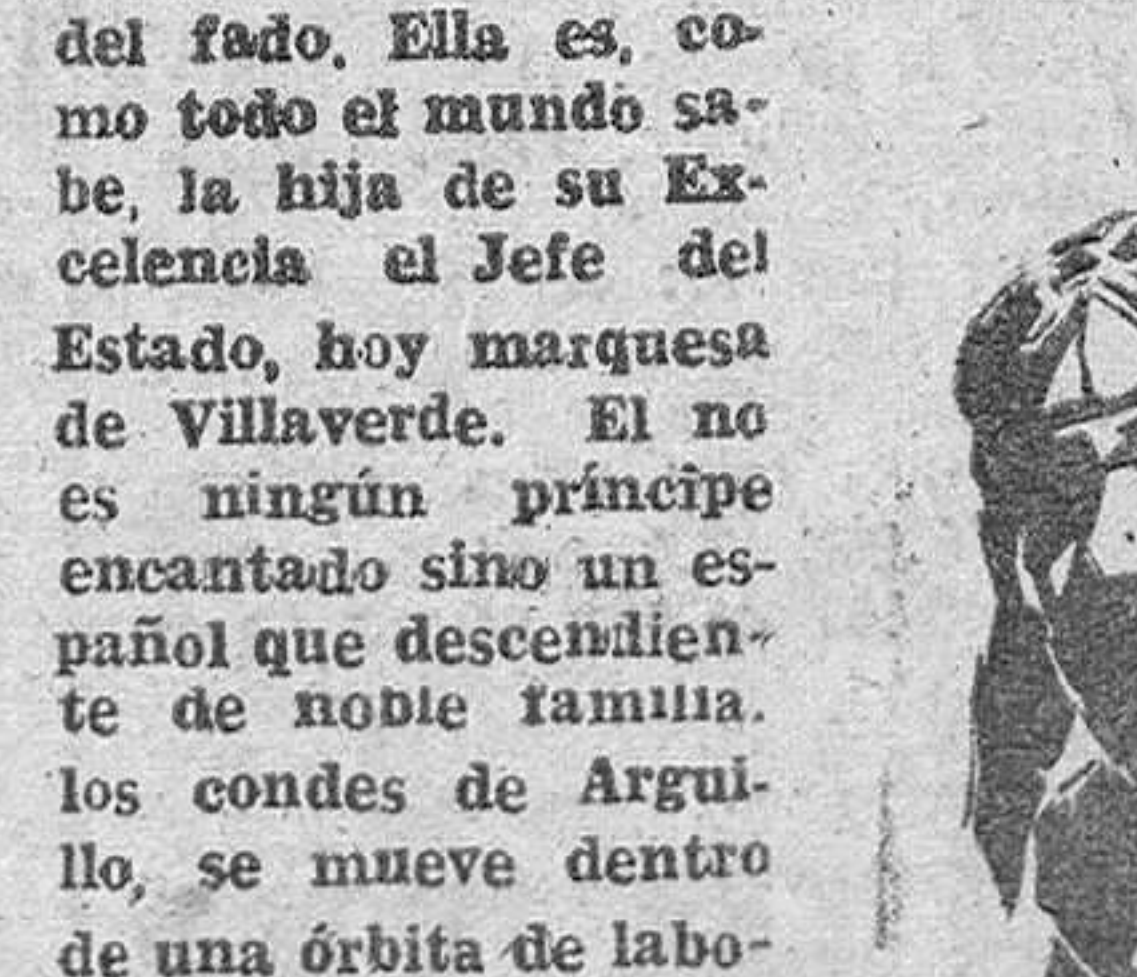 del fado. Ella es, co-
mo todo el mundo sa-
be, la hija de su Ex-
celencia el Jefe del
Estado, hoy marquesa
de Villaverde. El no
es ningún príncipe
encantado sino un es-
pañol que descendien-
te de noble familia.
los condes de Argui-
llo, se mueve dentro
de una órbita de labo-